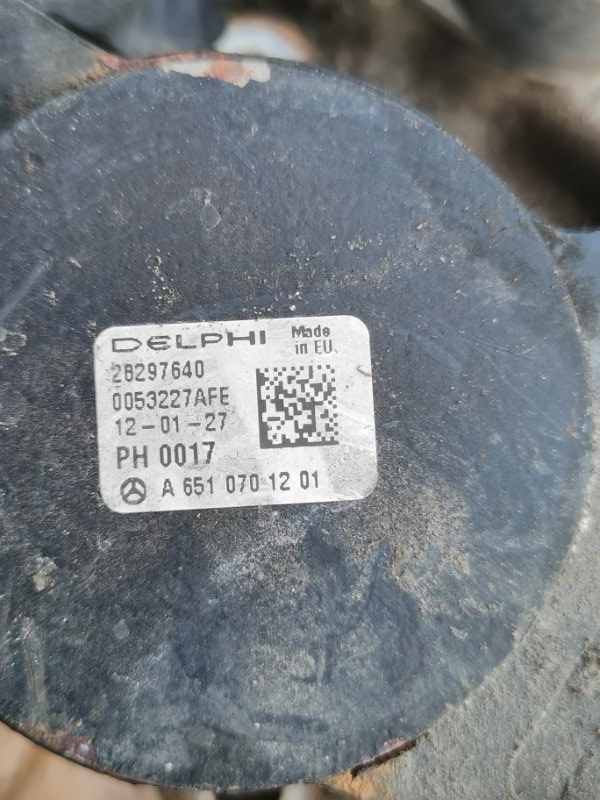 DELPHI
Made
in EU.
28297640
0053227AFE
12-01-27
PH 0017
A 651 070 12 01